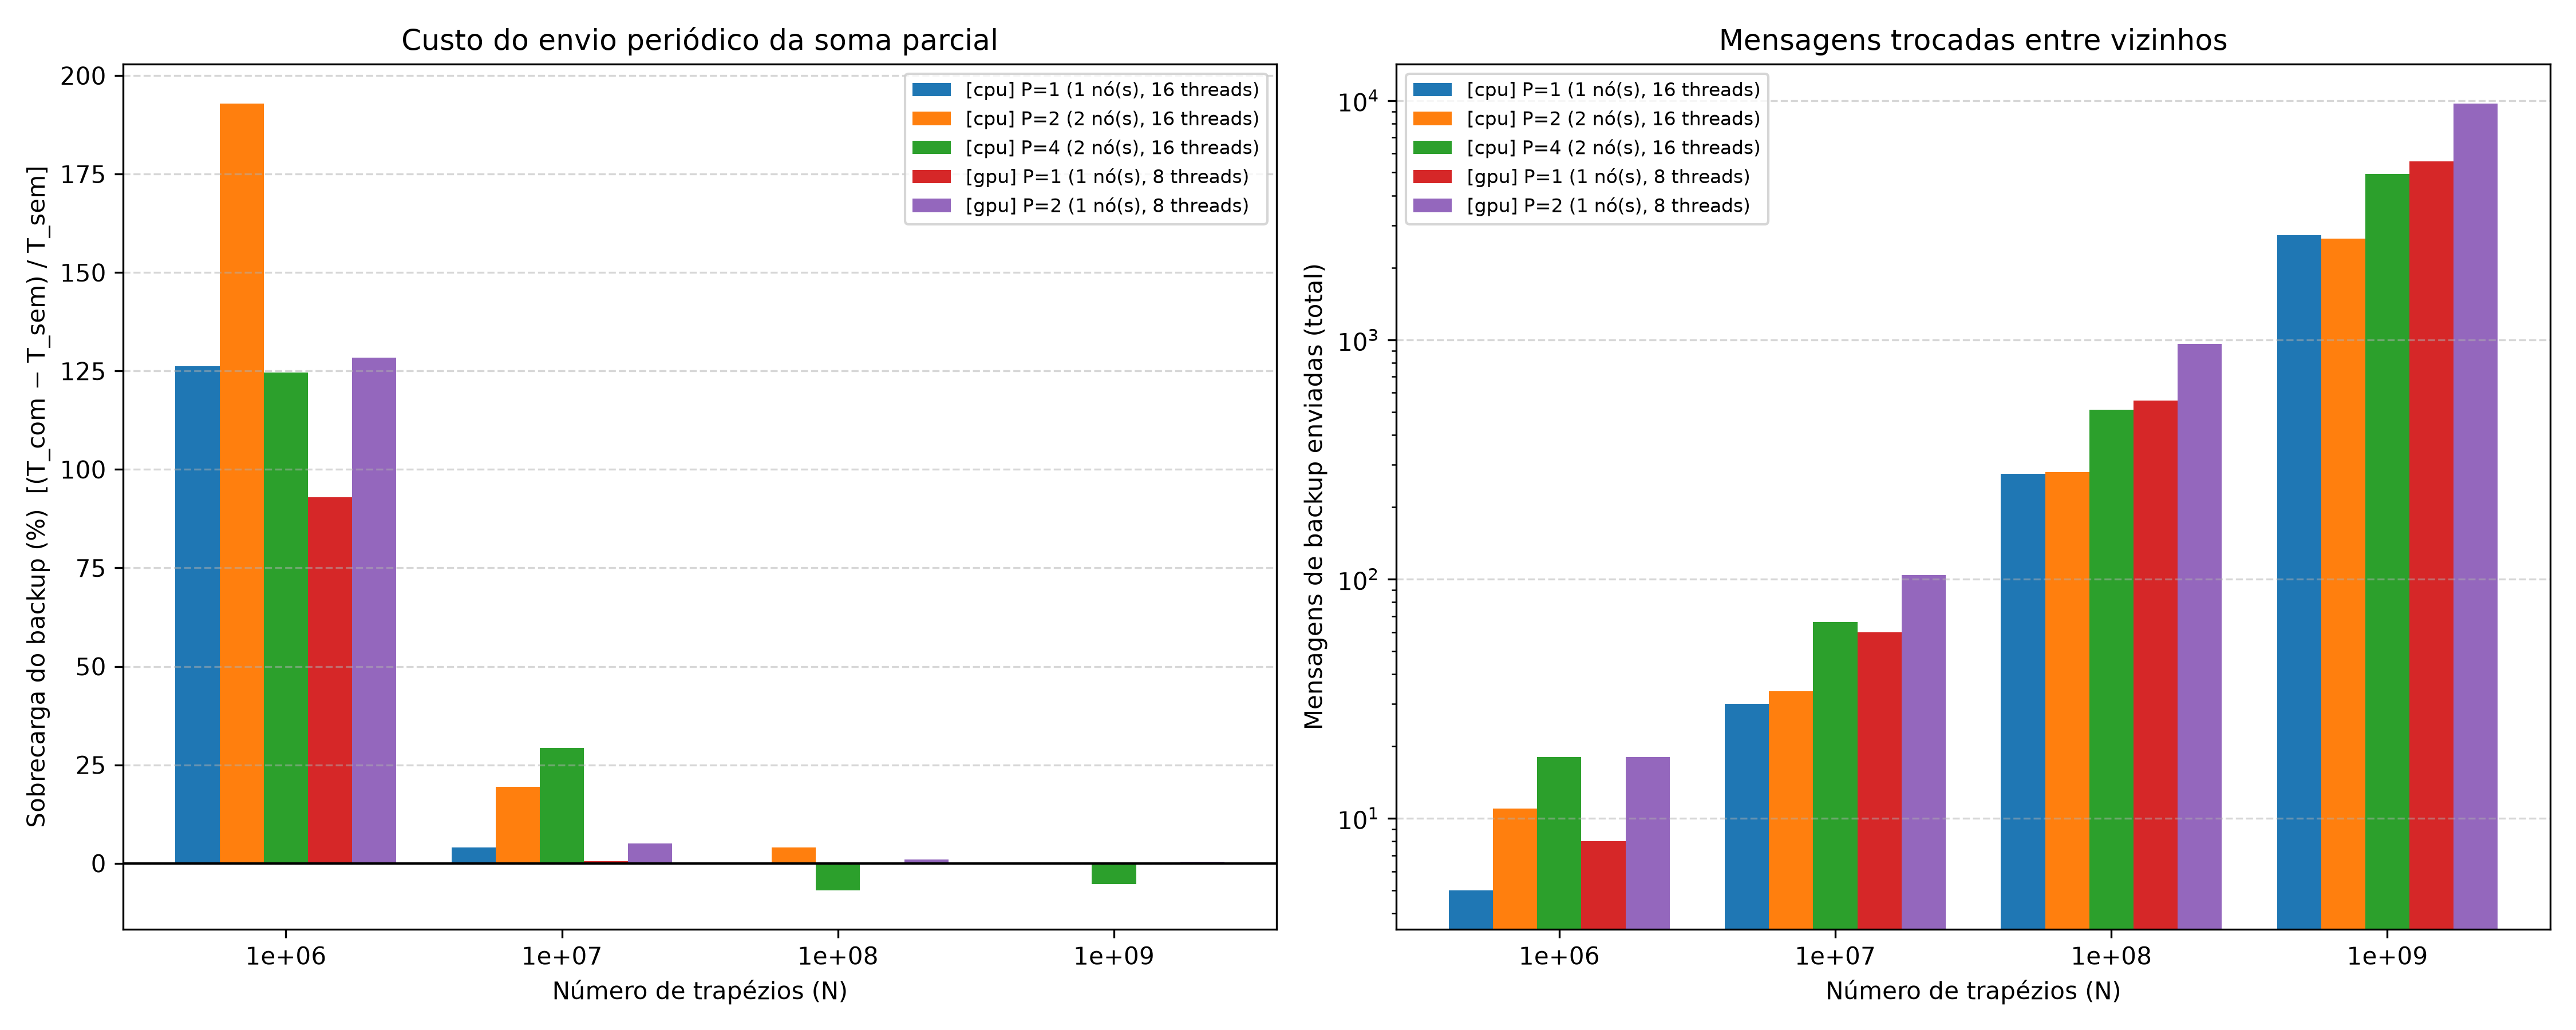 Custo do envio periódico da soma parcial
Sobrecarga do backup (%)  [(T_com − T_sem) / T_sem]
200
175
150
125
100
75
50
25
0
[cpu] P=1 (1 nó(s), 16 threads)
[cpu] P=2 (2 nó(s), 16 threads)
[cpu] P=4 (2 nó(s), 16 threads)
[gpu] P=1 (1 nó(s), 8 threads)
[gpu] P=2 (1 nó(s), 8 threads)
1e+06 1e+07 1e+08 1e+09
Número de trapézios (N)
Mensagens trocadas entre vizinhos
Mensagens de backup enviadas (total)
10⁴
10³
10²
10¹
[cpu] P=1 (1 nó(s), 16 threads)
[cpu] P=2 (2 nó(s), 16 threads)
[cpu] P=4 (2 nó(s), 16 threads)
[gpu] P=1 (1 nó(s), 8 threads)
[gpu] P=2 (1 nó(s), 8 threads)
1e+06 1e+07 1e+08 1e+09
Número de trapézios (N)